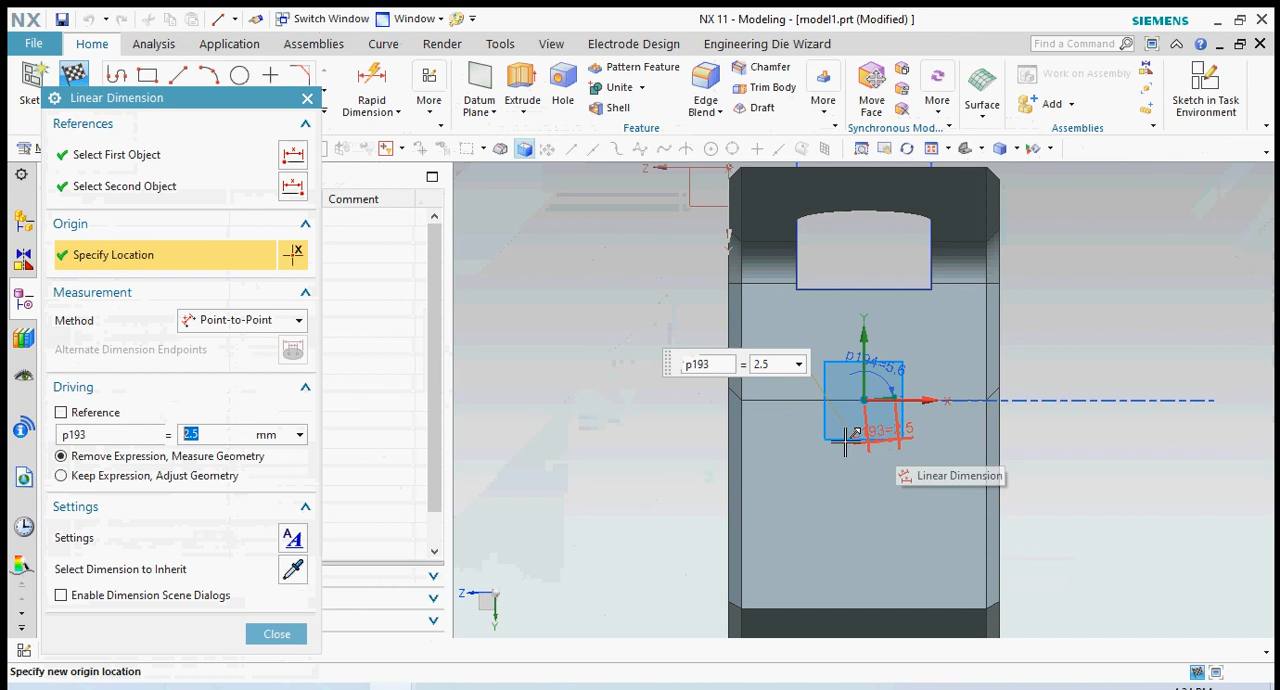 NX
Switch Window
Window
NX 11 - Modeling - [model1.prt (Modified) ]
SIEMENS
File
Home
Analysis
Application
Assemblies
Curve
Render
Tools
View
Electrode Design
Engineering Die Wizard
Find a Command
Rapid Dimension
More
Datum Plane
Extrude
Hole
Pattern Feature
Unite
Shell
Edge Blend
Chamfer
Trim Body
Draft
More
Move Face
More
Surface
Work on Assembly
Add
Sketch in Task Environment
Feature
Synchronous Mod...
Assemblies
Linear Dimension
References
Select First Object
Select Second Object
Origin
Specify Location
Measurement
Method
Point-to-Point
Alternate Dimension Endpoints
Driving
Reference
p193 = 2.5 mm
Remove Expression, Measure Geometry
Keep Expression, Adjust Geometry
Settings
Settings
Select Dimension to Inherit
Enable Dimension Scene Dialogs
Close
Comment
Z
Y
p194=5.6
p193 = 2.5
X
Linear Dimension
Z
Y
Specify new origin location